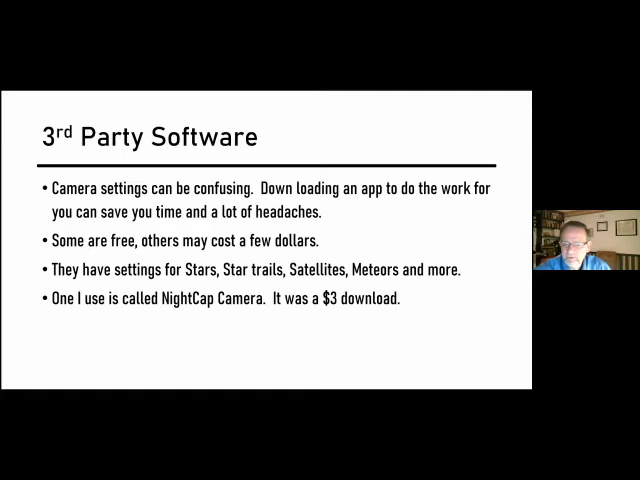 3rd Party Software
• Camera settings can be confusing.  Down loading an app to do the work for
you can save you time and a lot of headaches.
• Some are free, others may cost a few dollars.
• They have settings for Stars, Star trails, Satellites, Meteors and more.
• One I use is called NightCap Camera.  It was a $3 download.